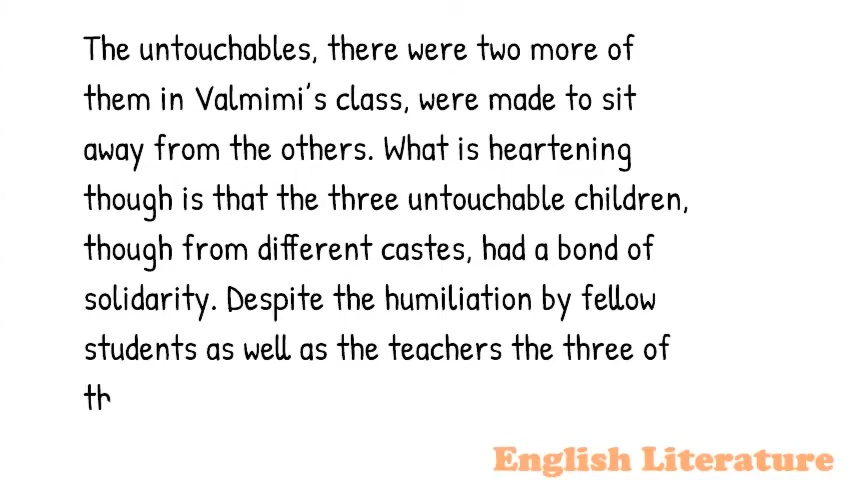 The untouchables, there were two more of
them in Valmimi's class, were made to sit
away from the others. What is heartening
though is that the three untouchable children,
though from different castes, had a bond of
solidarity. Despite the humiliation by fellow
students as well as the teachers the three of
th
English Literature